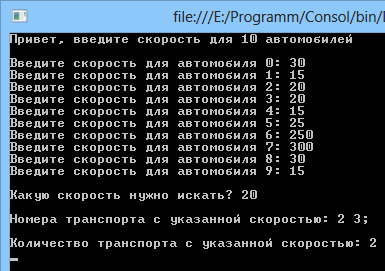 file:///E:/Programm/Consol/bin/
Привет, введите скорость для 10 автомобилей
Введите скорость для автомобиля 0: 30
Введите скорость для автомобиля 1: 15
Введите скорость для автомобиля 2: 20
Введите скорость для автомобиля 3: 20
Введите скорость для автомобиля 4: 15
Введите скорость для автомобиля 5: 25
Введите скорость для автомобиля 6: 250
Введите скорость для автомобиля 7: 300
Введите скорость для автомобиля 8: 30
Введите скорость для автомобиля 9: 15
Какую скорость нужно искать? 20
Номера транспорта с указанной скоростью: 2 3;
Количество транспорта с указанной скоростью: 2